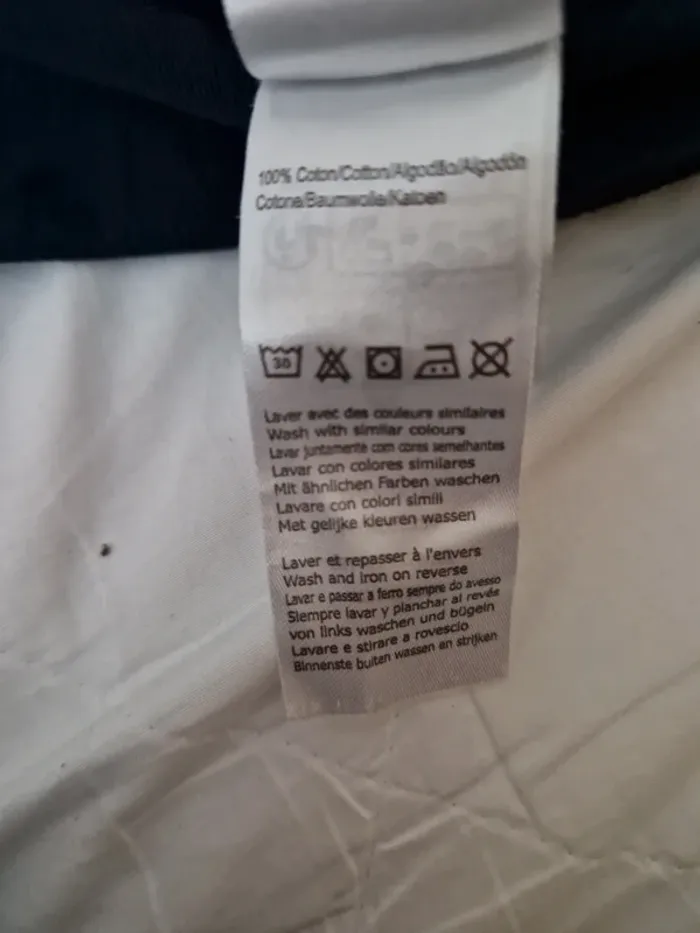 100% Coton/Cotton/Algodão/Algodón
Cotone/Baumwolle/Katoen
30
Laver avec des couleurs similaires
Wash with similar colours
Lavar juntamente com cores semelhantes
Lavar con colores similares
Mit ähnlichen Farben waschen
Lavare con colori simili
Met gelijke kleuren wassen
Laver et repasser à l'envers
Wash and iron on reverse
Lavar e passar a ferro sempre do avesso
Siempre lavar y planchar al revés
von links waschen und bügeln
Lavare e stirare a rovescio
Binnenste buiten wassen en strijken